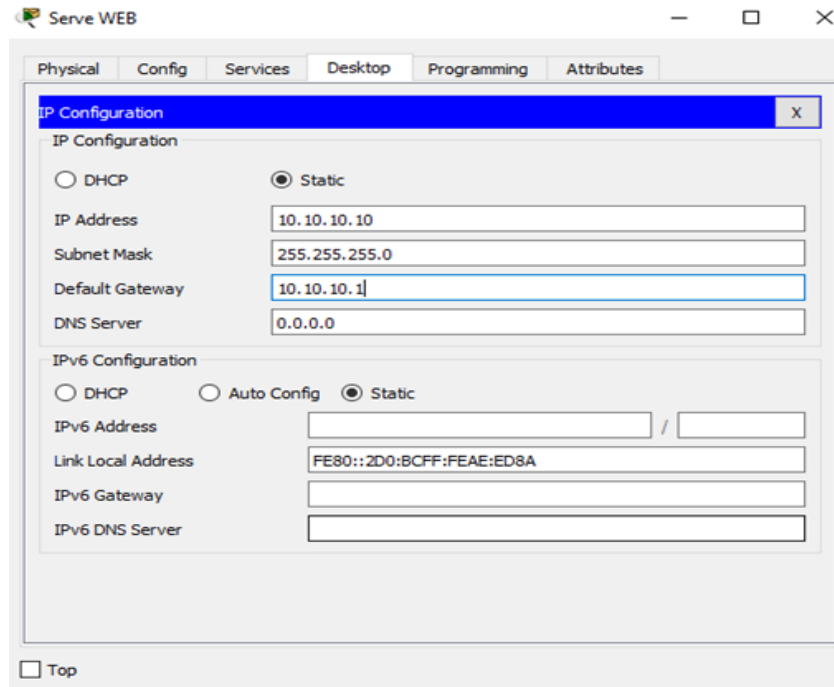 Serve WEB
Physical Config Services Desktop Programming Attributes
IP Configuration X
IP Configuration
DHCP Static
IP Address 10.10.10.10
Subnet Mask 255.255.255.0
Default Gateway 10.10.10.1
DNS Server 0.0.0.0
IPv6 Configuration
DHCP Auto Config Static
IPv6 Address /
Link Local Address FE80::2D0:BCFF:FEAE:ED8A
IPv6 Gateway
IPv6 DNS Server
Top